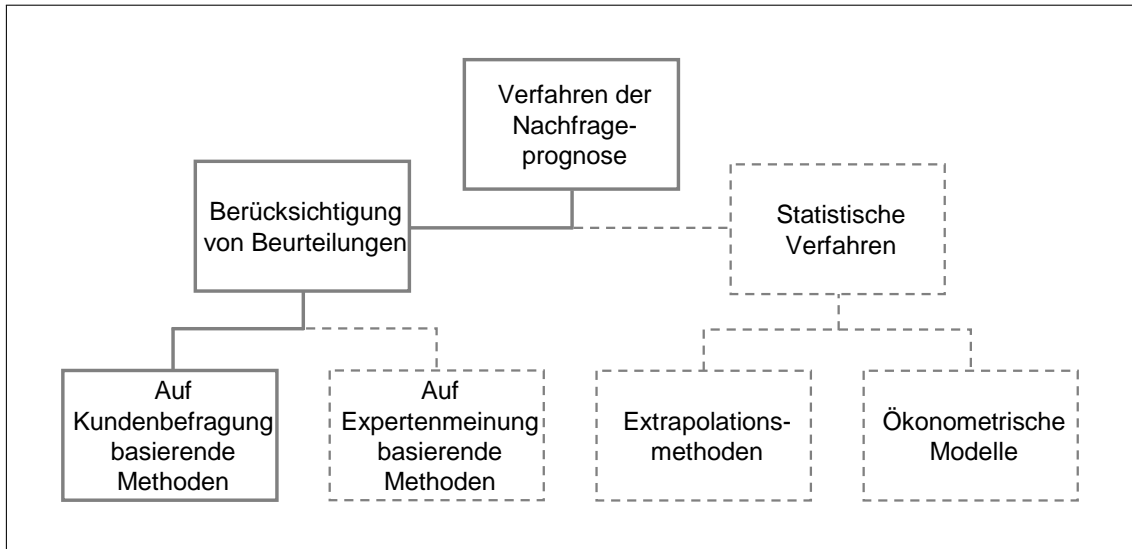 Verfahren der
Nachfrage-
prognose
Berücksichtigung
von Beurteilungen
Statistische
Verfahren
Auf
Kundenbefragung
basierende
Methoden
Auf
Expertenmeinung
basierende
Methoden
Extrapolations-
methoden
Ökonometrische
Modelle